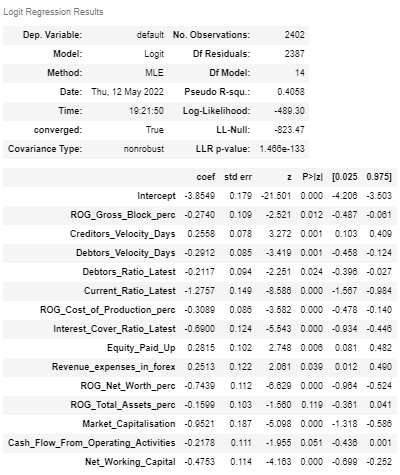 Logit Regression Results
Dep. Variable: default No. Observations: 2402
Model: Logit Df Residuals: 2387
Method: MLE Df Model: 14
Date: Thu, 12 May 2022 Pseudo R-squ.: 0.4058
Time: 19:21:50 Log-Likelihood: -489.30
converged: True LL-Null: -823.47
Covariance Type: nonrobust LLR p-value: 1.466e-133
coef std err z P>|z| [0.025 0.975]
Intercept -3.8549 0.179 -21.501 0.000 -4.206 -3.503
ROG_Gross_Block_perc -0.2740 0.109 -2.521 0.012 -0.487 -0.061
Creditors_Velocity_Days 0.2558 0.078 3.272 0.001 0.103 0.409
Debtors_Velocity_Days -0.2912 0.085 -3.419 0.001 -0.458 -0.124
Debtors_Ratio_Latest -0.2117 0.094 -2.251 0.024 -0.396 -0.027
Current_Ratio_Latest -1.2757 0.149 -8.586 0.000 -1.567 -0.984
ROG_Cost_of_Production_perc -0.3089 0.086 -3.582 0.000 -0.478 -0.140
Interest_Cover_Ratio_Latest -0.6900 0.124 -5.543 0.000 -0.934 -0.446
Equity_Paid_Up 0.2815 0.102 2.748 0.006 0.081 0.482
Revenue_expenses_in_forex 0.2513 0.122 2.061 0.039 0.012 0.490
ROG_Net_Worth_perc -0.7439 0.112 -6.629 0.000 -0.964 -0.524
ROG_Total_Assets_perc -0.1599 0.103 -1.560 0.119 -0.361 0.041
Market_Capitalisation -0.9521 0.187 -5.098 0.000 -1.318 -0.586
Cash_Flow_From_Operating_Activities -0.2178 0.111 -1.955 0.051 -0.436 0.001
Net_Working_Capital -0.4753 0.114 -4.163 0.000 -0.699 -0.252